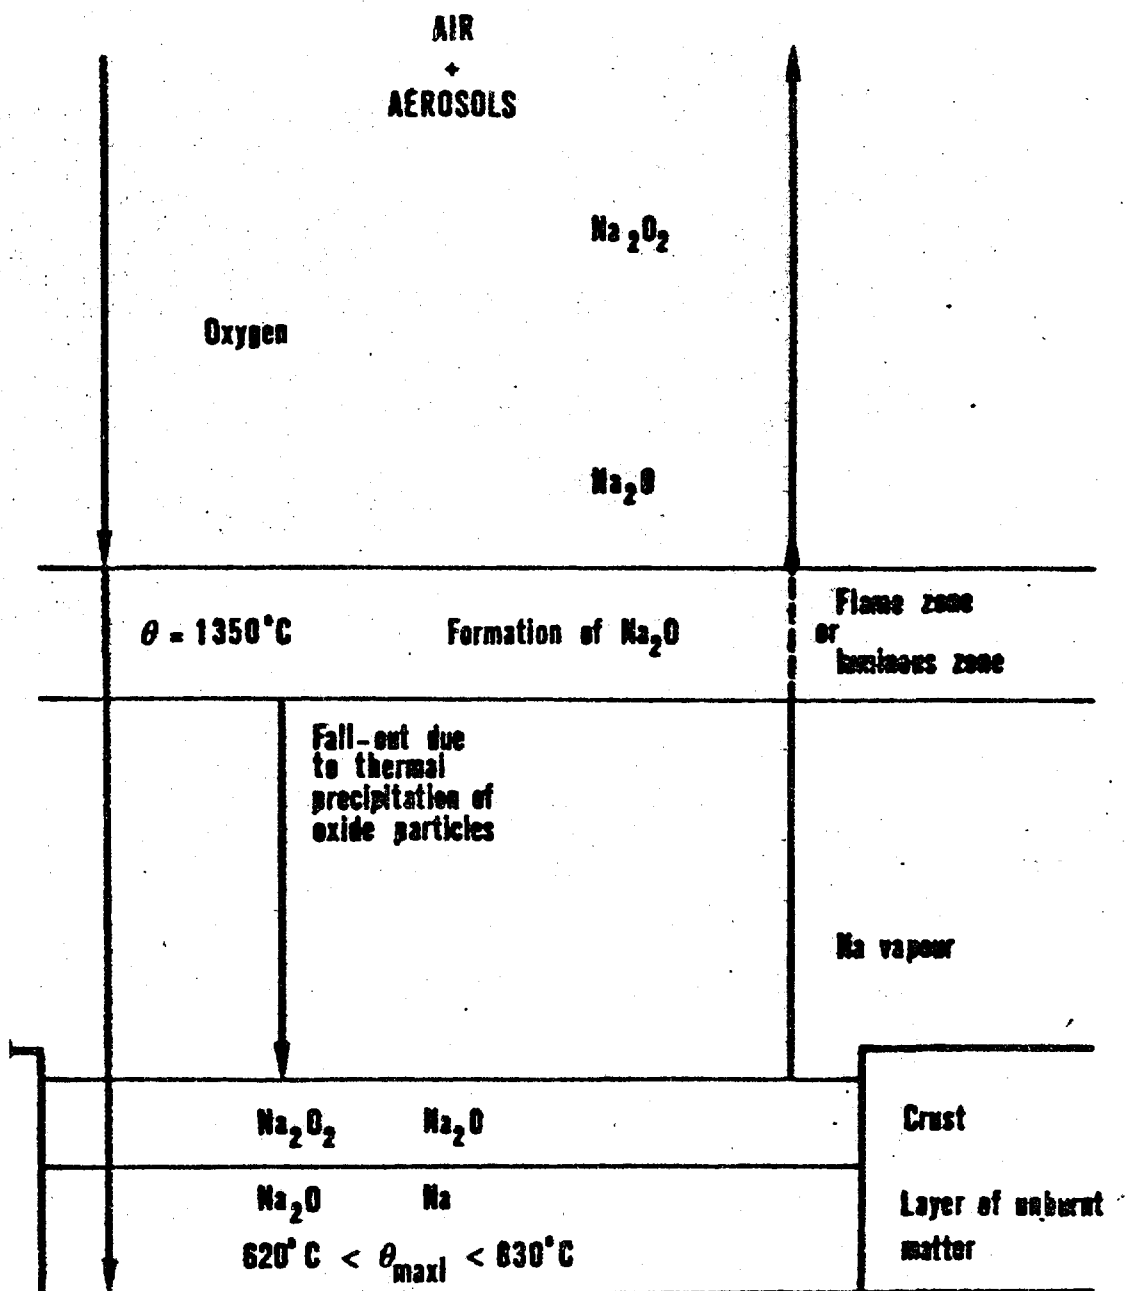 AIR
+
AEROSOLS
Na₂O₂
Oxygen
Na₂O
θ = 1350°C
Formation of Na₂O
Flame zone
or
luminous zone
Fall-out due
to thermal
precipitation of
oxide particles
Na vapour
Na₂O₂ Na₂O
Crust
Na₂O Na
Layer of unburnt
matter
620°C < θmaxi < 830°C